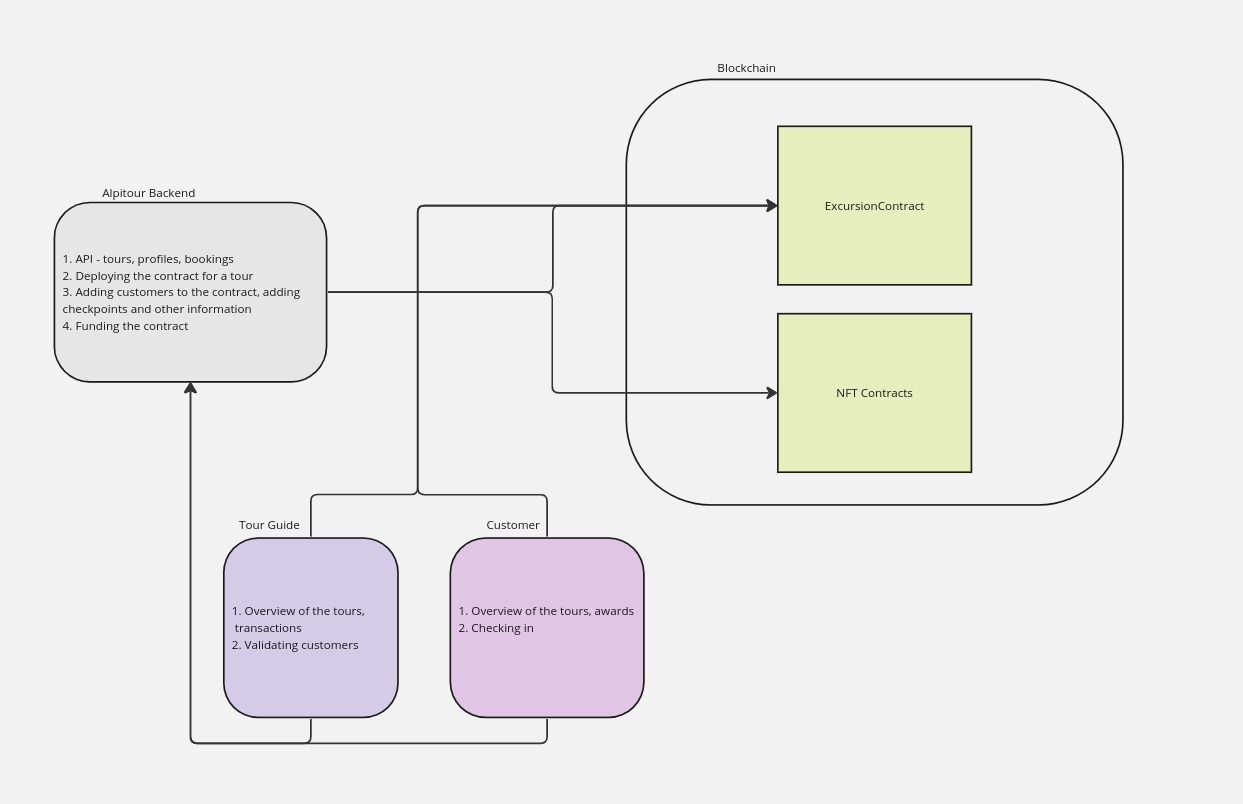 Blockchain
ExcursionContract
Alpitour Backend
1. API - tours, profiles, bookings
2. Deploying the contract for a tour
3. Adding customers to the contract, adding
checkpoints and other information
4. Funding the contract
NFT Contracts
Tour Guide
1. Overview of the tours,
transactions
2. Validating customers
Customer
1. Overview of the tours, awards
2. Checking in